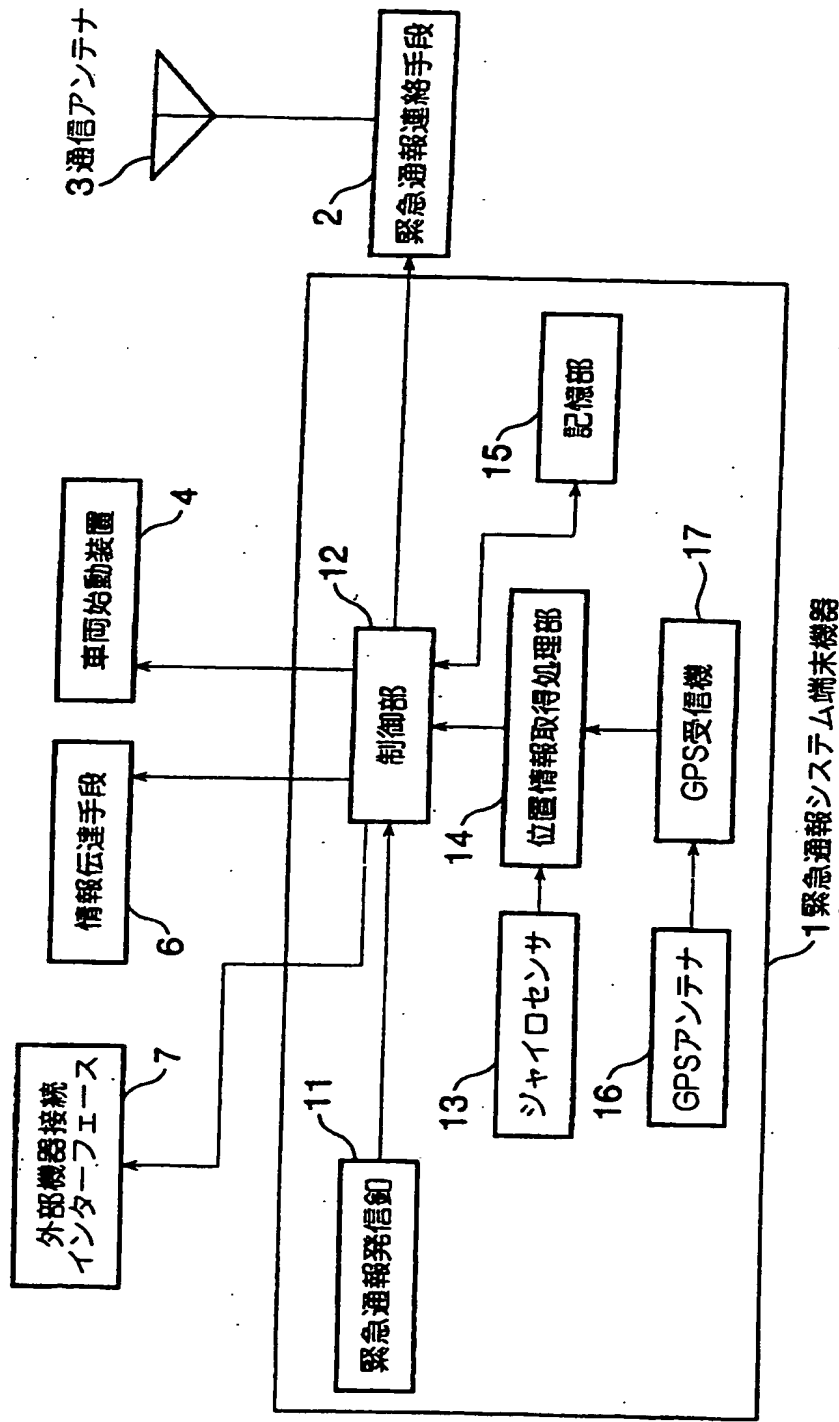 3通信アンテナ
2
緊急通報連絡手段
4
車両始動装置
6
情報伝達手段
7
外部機器接続
インターフェース
12
制御部
15
記憶部
11
緊急通報発信釦
14
位置情報取得処理部
17
GPS受信機
13
ジャイロセンサ
16
GPSアンテナ
1緊急通報システム端末機器